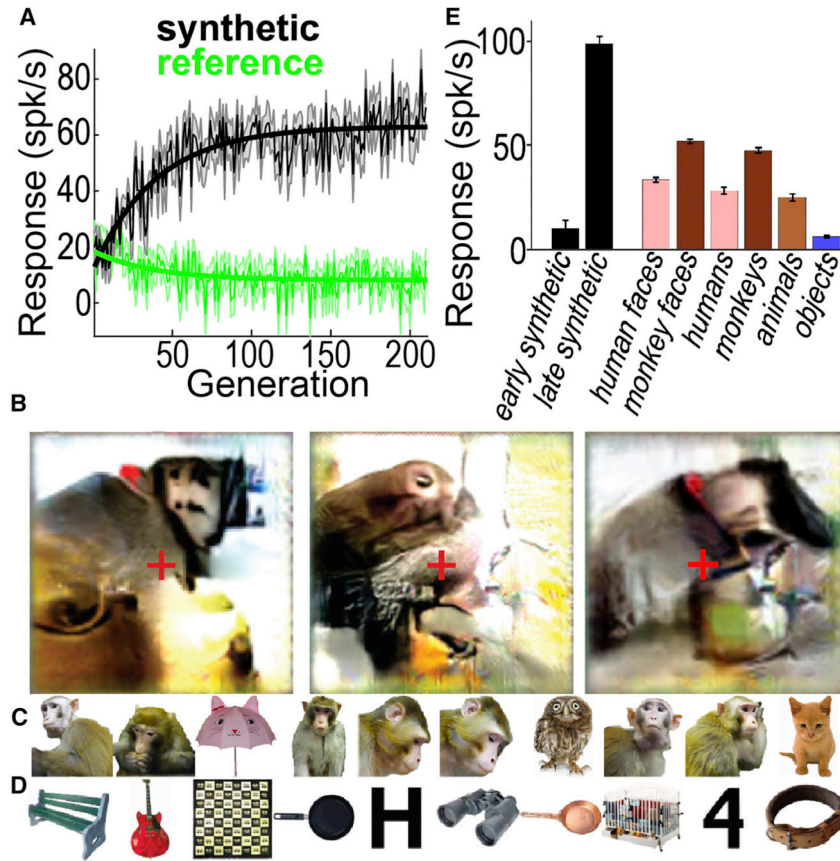 A
synthetic
reference
Response (spk/s)
80
60
40
20
0
50
100
150
200
Generation
E
Response (spk/s)
100
50
0
early synthetic
late synthetic
human faces
monkey faces
humans
monkeys
animals
objects
B
C
D
H
4